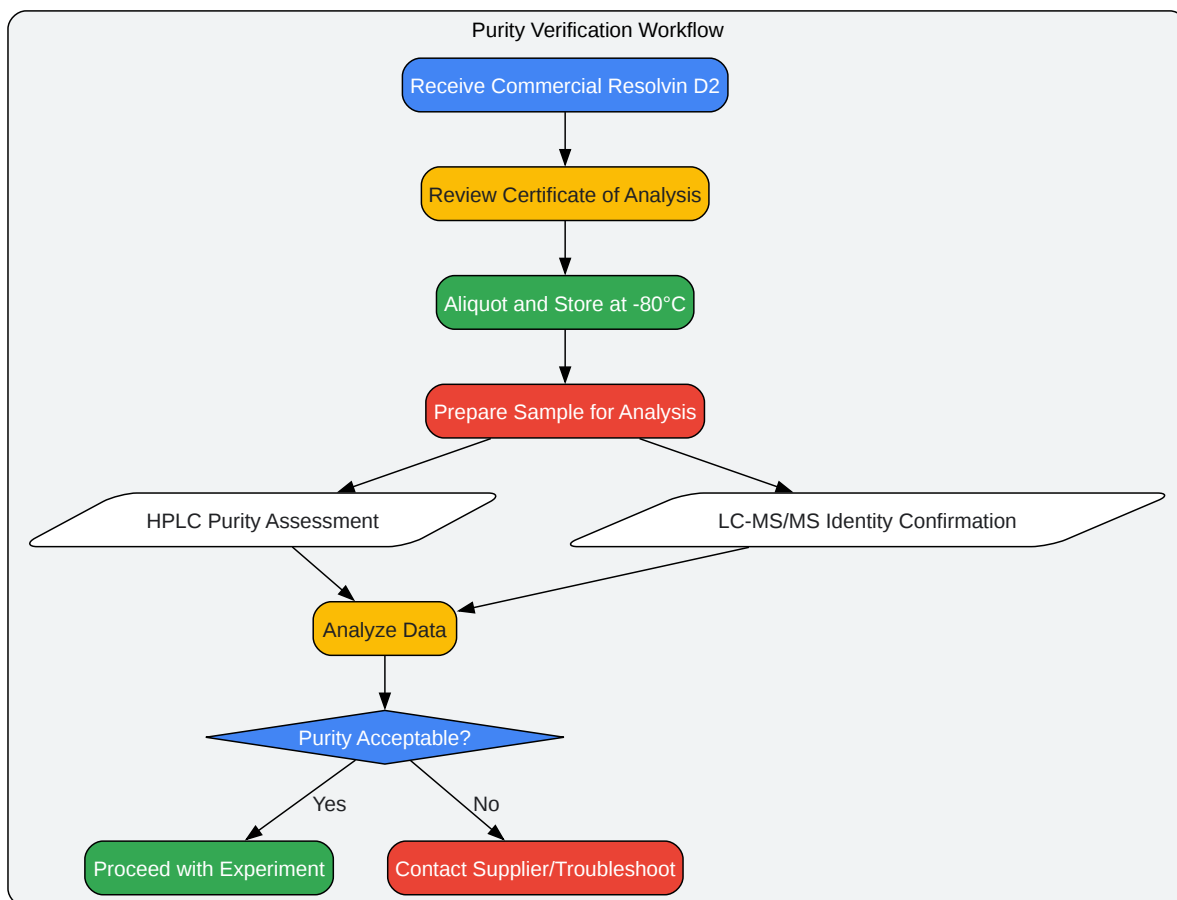 Purity Verification Workflow
Receive Commercial Resolvin D2
Review Certificate of Analysis
Aliquot and Store at -80°C
Prepare Sample for Analysis
HPLC Purity Assessment
LC-MS/MS Identity Confirmation
Analyze Data
Purity Acceptable?
Yes
No
Proceed with Experiment
Contact Supplier/Troubleshoot